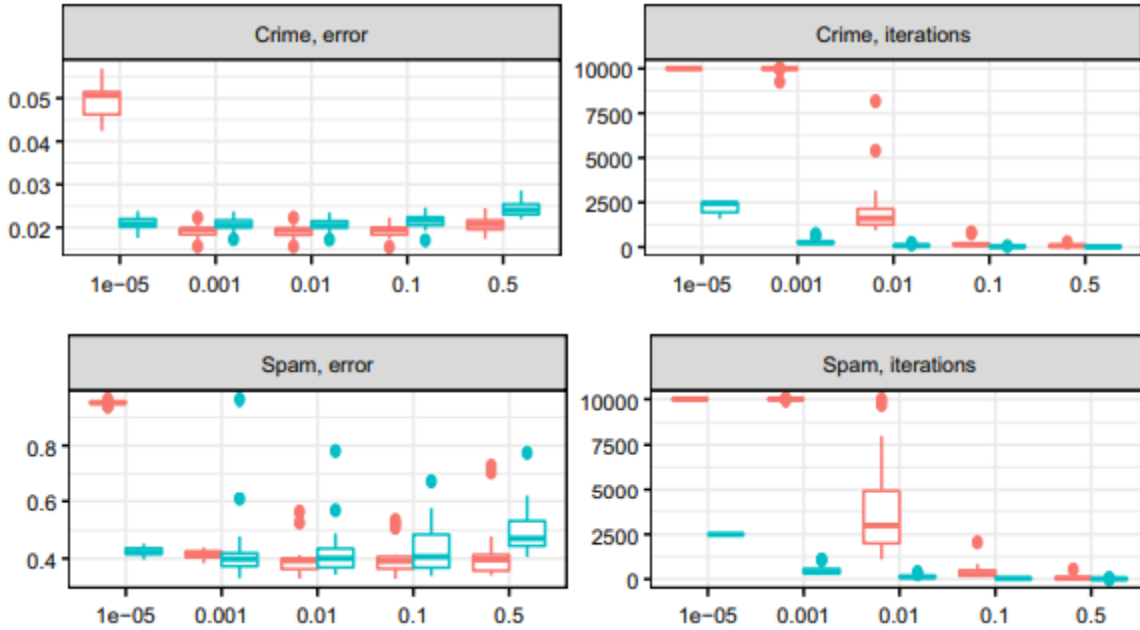 Crime, error
0.05
0.04
0.03
0.02
1e−05 0.001 0.01 0.1 0.5
Crime, iterations
10000
7500
5000
2500
0
1e−05 0.001 0.01 0.1 0.5
Spam, error
0.8
0.6
0.4
1e−05 0.001 0.01 0.1 0.5
Spam, iterations
10000
7500
5000
2500
0
1e−05 0.001 0.01 0.1 0.5